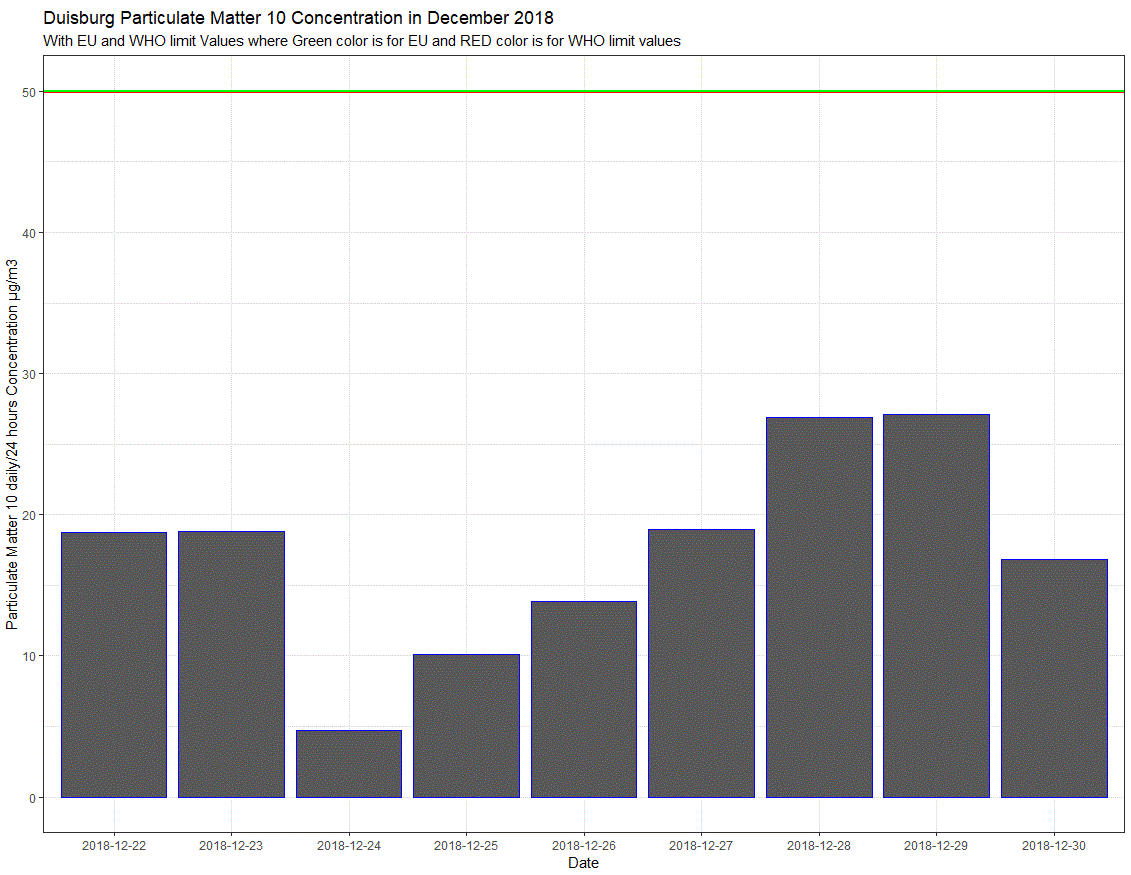 Duisburg Particulate Matter 10 Concentration in December 2018
With EU and WHO limit Values where Green color is for EU and RED color is for WHO limit values
Particulate Matter 10 daily/24 hours Concentration µg/m3
50
40
30
20
10
0
2018-12-22 2018-12-23 2018-12-24 2018-12-25 2018-12-26 2018-12-27 2018-12-28 2018-12-29 2018-12-30
Date